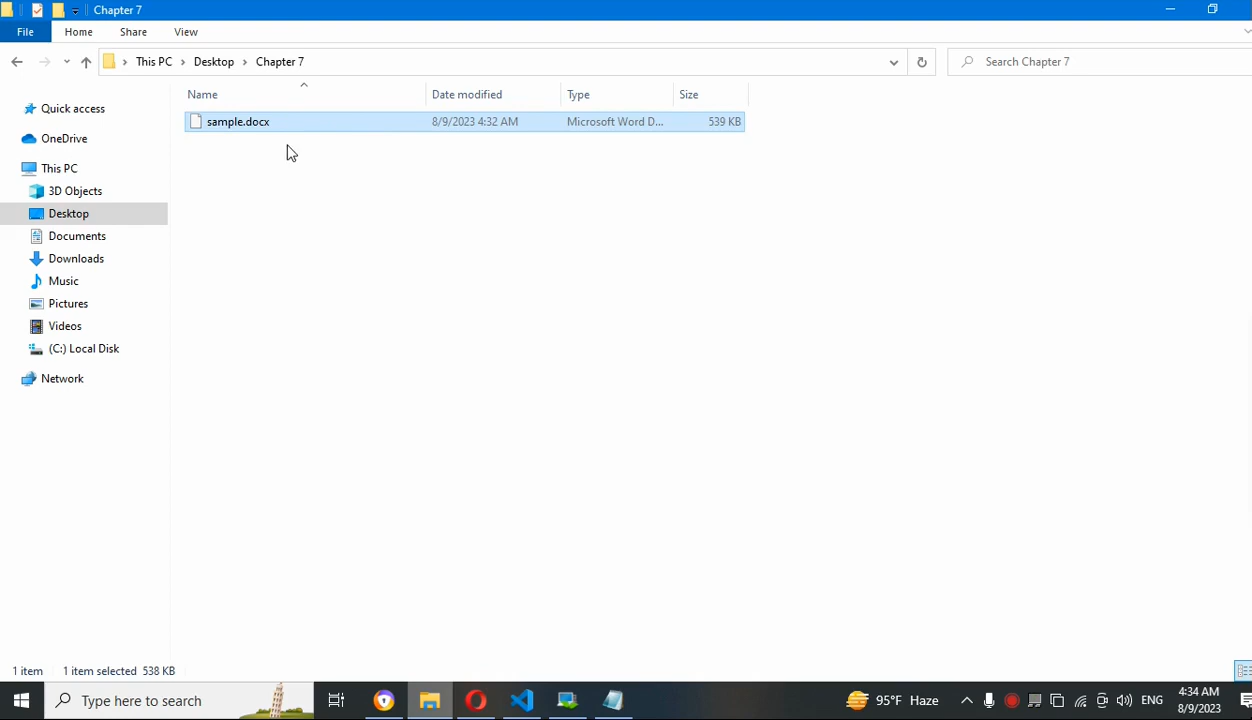 Chapter 7
File Home Share View
This PC Desktop Chapter 7 Search Chapter 7
Name Date modified Type Size
sample.docx 8/9/2023 4:32 AM Microsoft Word D... 539 KB
Quick access
OneDrive
This PC
3D Objects
Desktop
Documents
Downloads
Music
Pictures
Videos
(C:) Local Disk
Network
1 item 1 item selected 538 KB
Type here to search 95°F Haze ENG 4:34 AM
8/9/2023